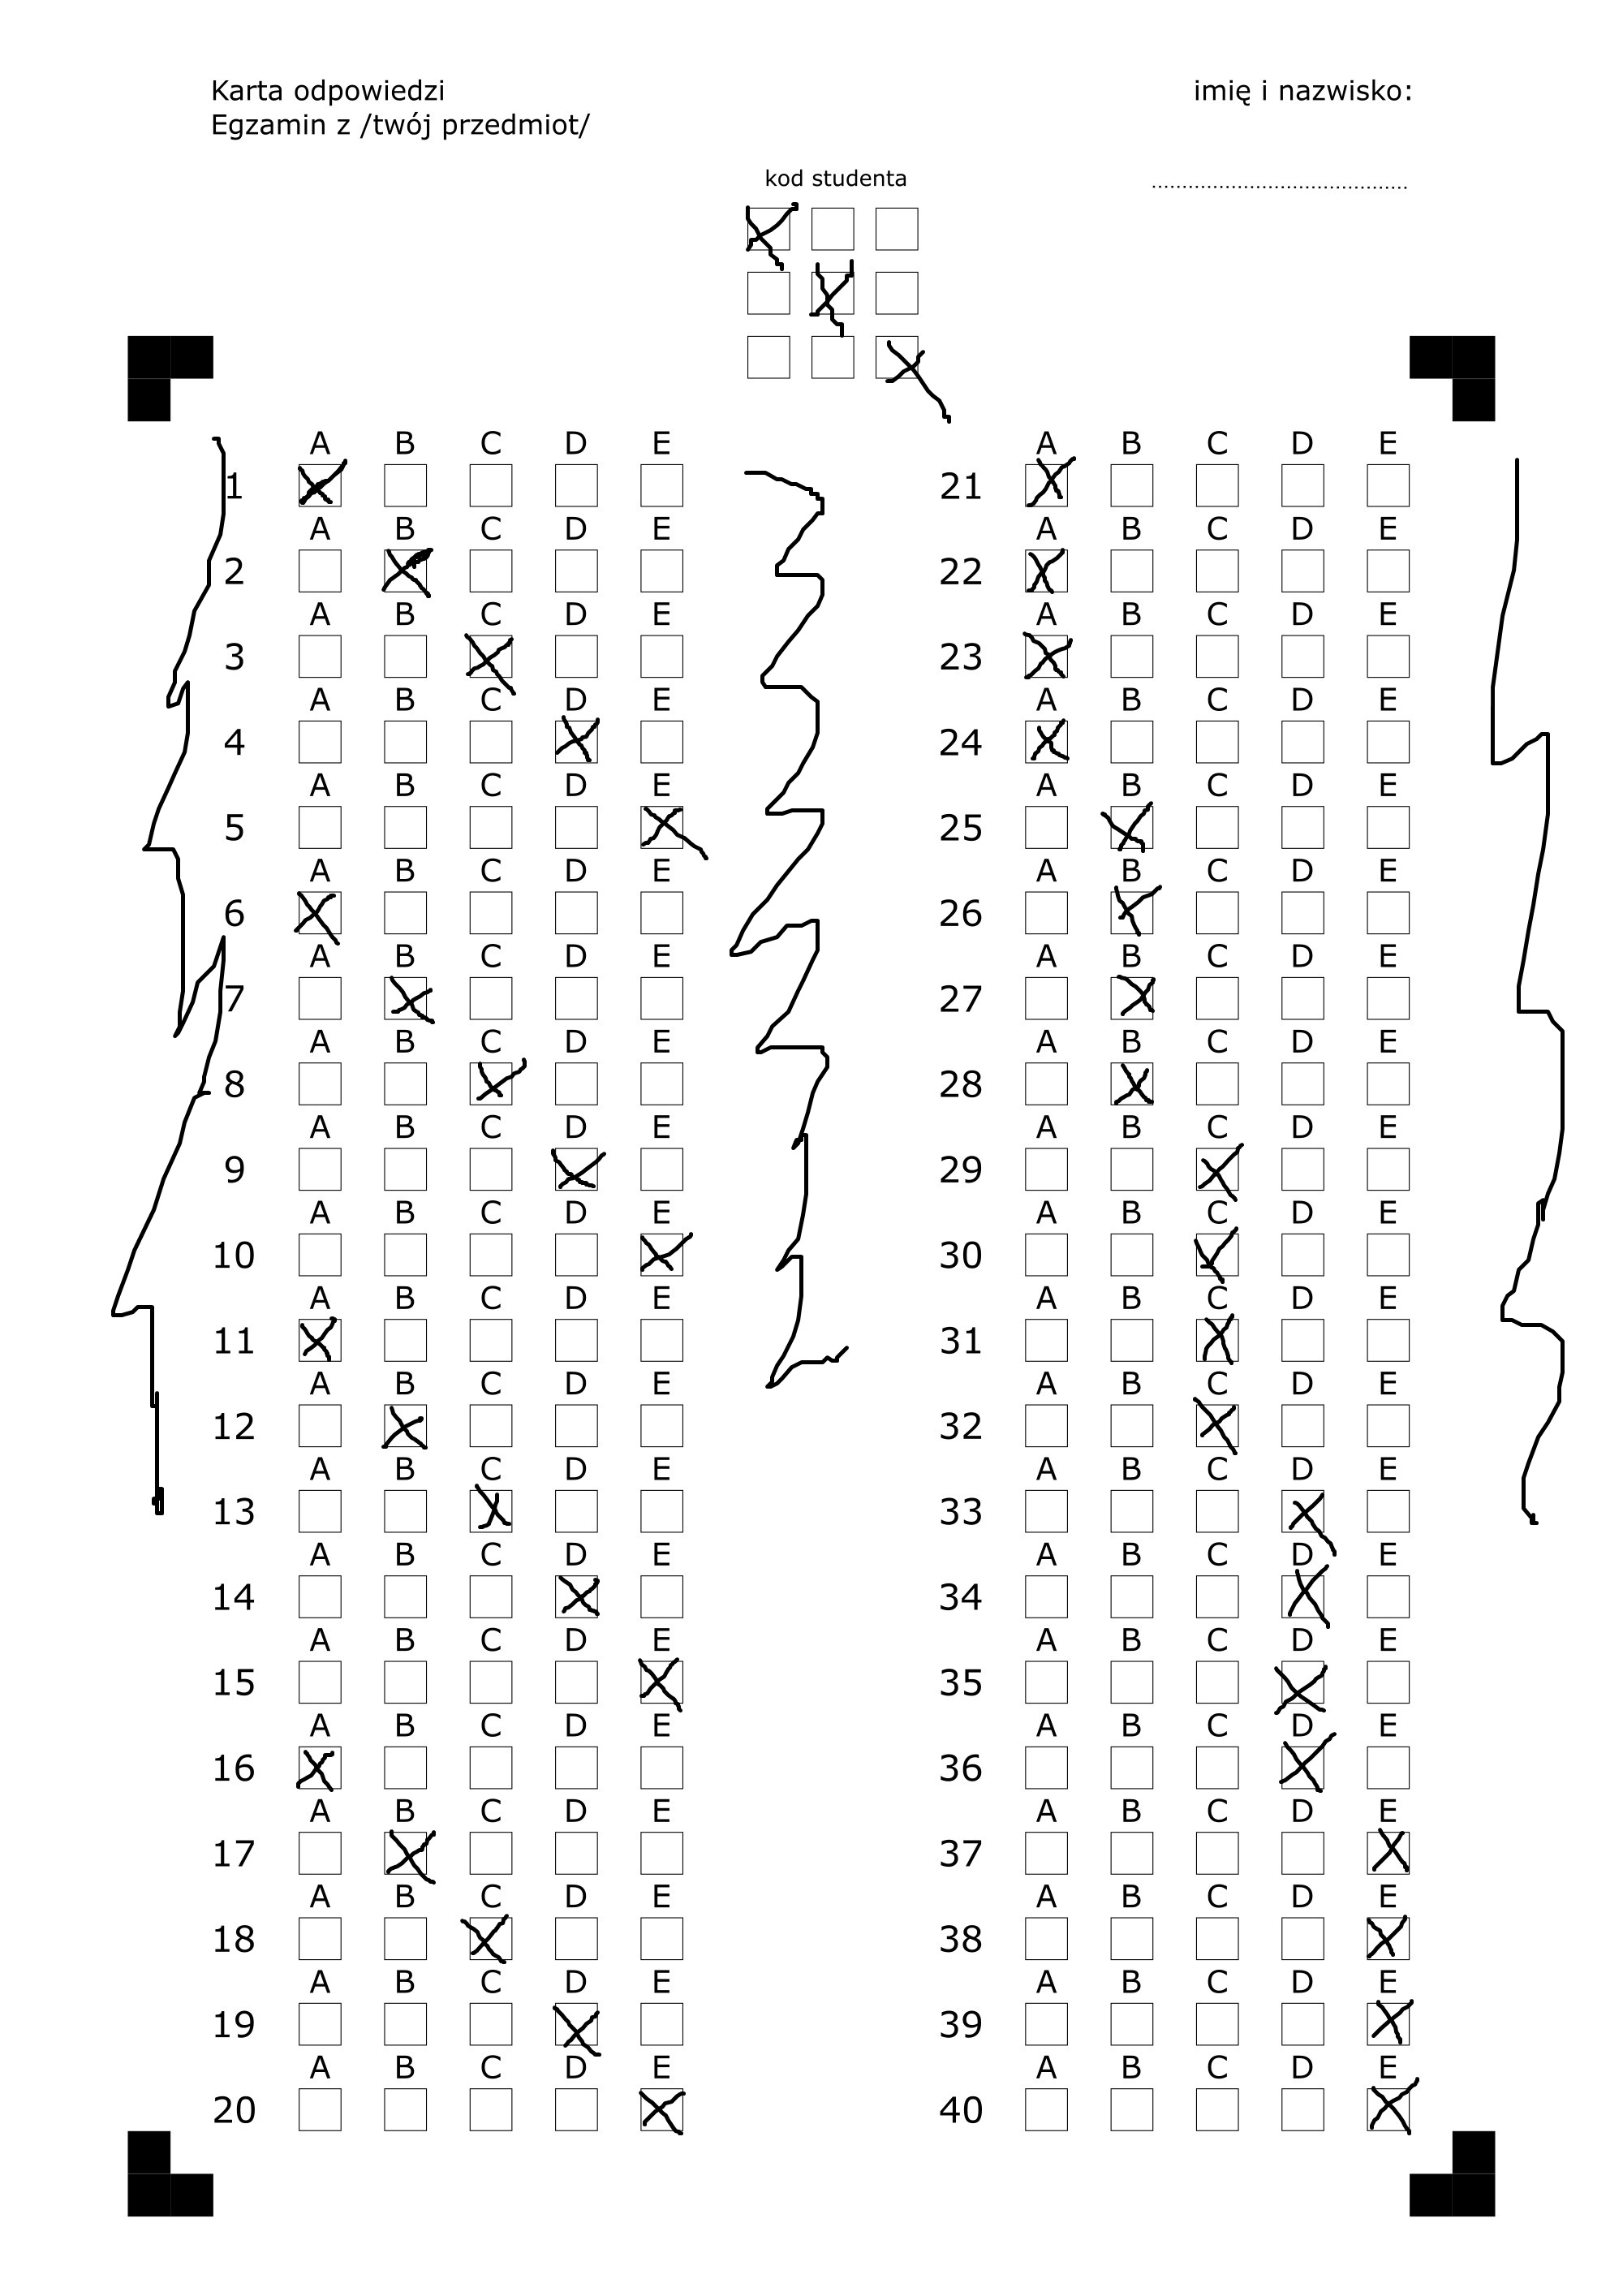 Karta odpowiedzi
Egzamin z /twój przedmiot/
imię i nazwisko:
kod studenta
........................................
A B C D E
1
A B C D E
2
A B C D E
3
A B C D E
4
A B C D E
5
A B C D E
6
A B C D E
7
A B C D E
8
A B C D E
9
A B C D E
10
A B C D E
11
A B C D E
12
A B C D E
13
A B C D E
14
A B C D E
15
A B C D E
16
A B C D E
17
A B C D E
18
A B C D E
19
A B C D E
20
A B C D E
21
A B C D E
22
A B C D E
23
A B C D E
24
A B C D E
25
A B C D E
26
A B C D E
27
A B C D E
28
A B C D E
29
A B C D E
30
A B C D E
31
A B C D E
32
A B C D E
33
A B C D E
34
A B C D E
35
A B C D E
36
A B C D E
37
A B C D E
38
A B C D E
39
A B C D E
40